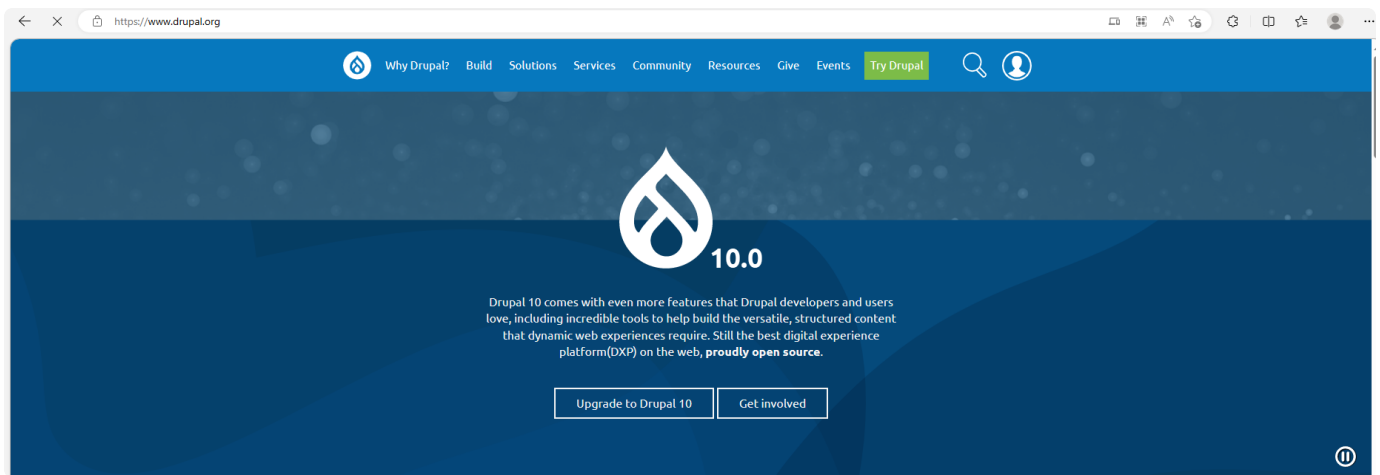 https://www.drupal.org
Why Drupal? Build Solutions Services Community Resources Give Events Try Drupal
10.0
Drupal 10 comes with even more features that Drupal developers and users
love, including incredible tools to help build the versatile, structured content
that dynamic web experiences require. Still the best digital experience
platform(DXP) on the web, proudly open source.
Upgrade to Drupal 10 Get involved